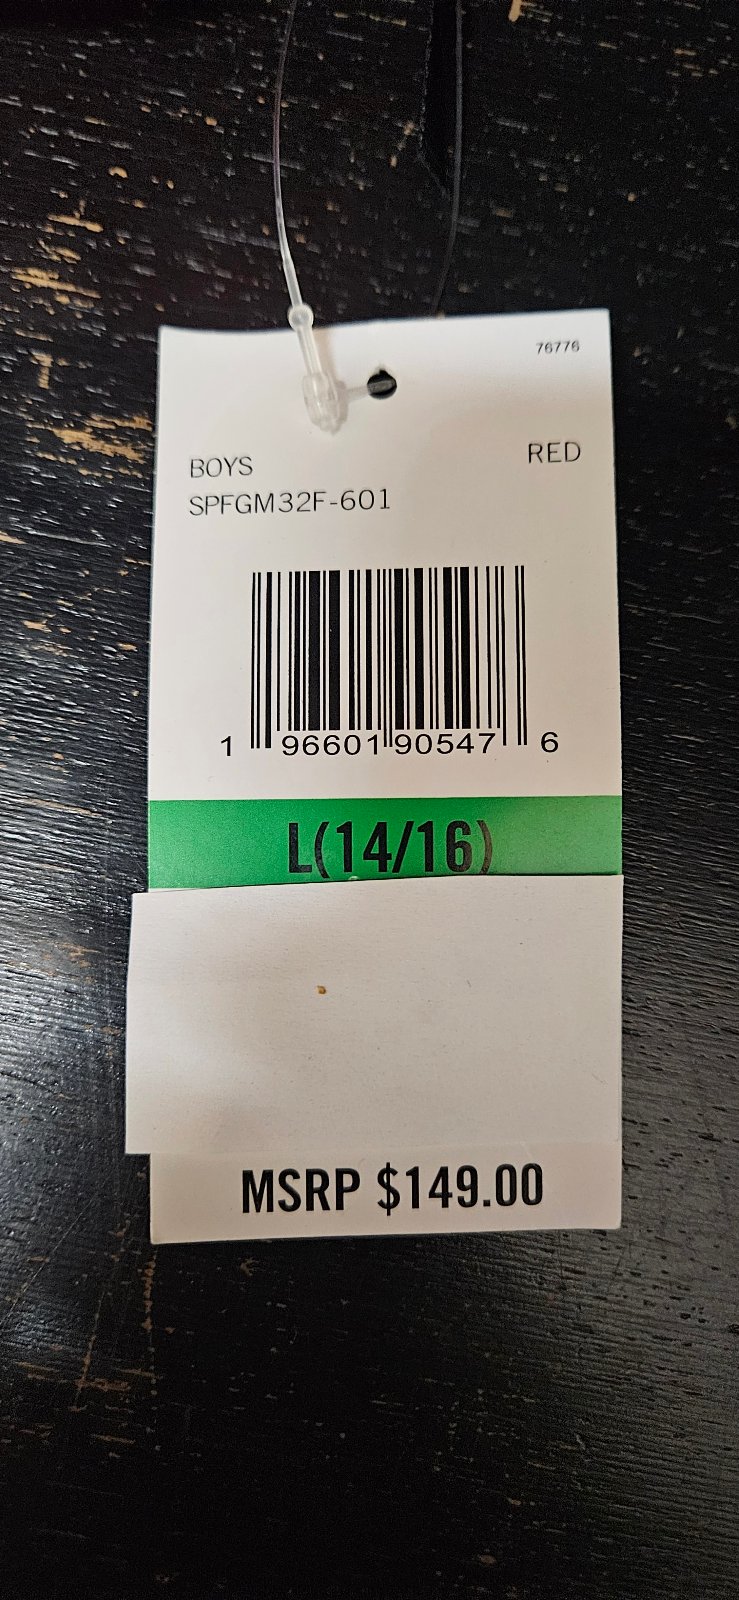 76776
BOYS RED
SPFGM32F-601
1 96601 90547 6
L(14/16)
MSRP $149.00